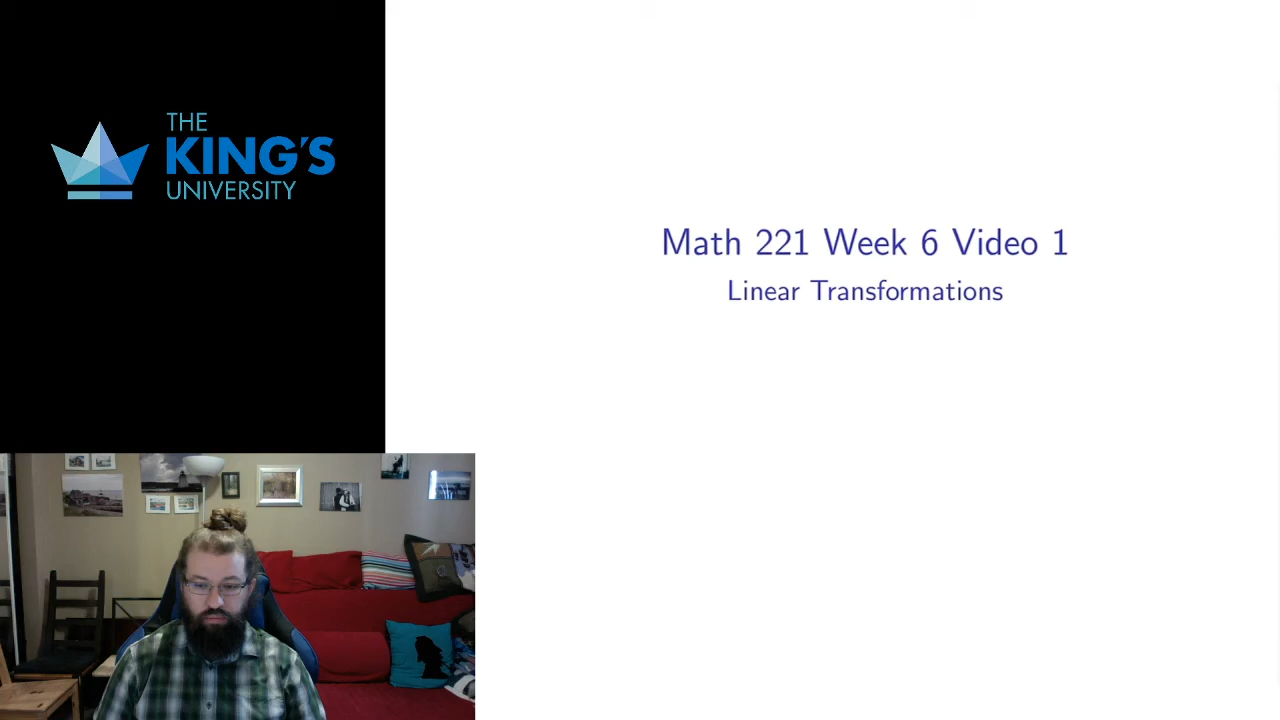 THE
KING'S
UNIVERSITY
Math 221 Week 6 Video 1
Linear Transformations